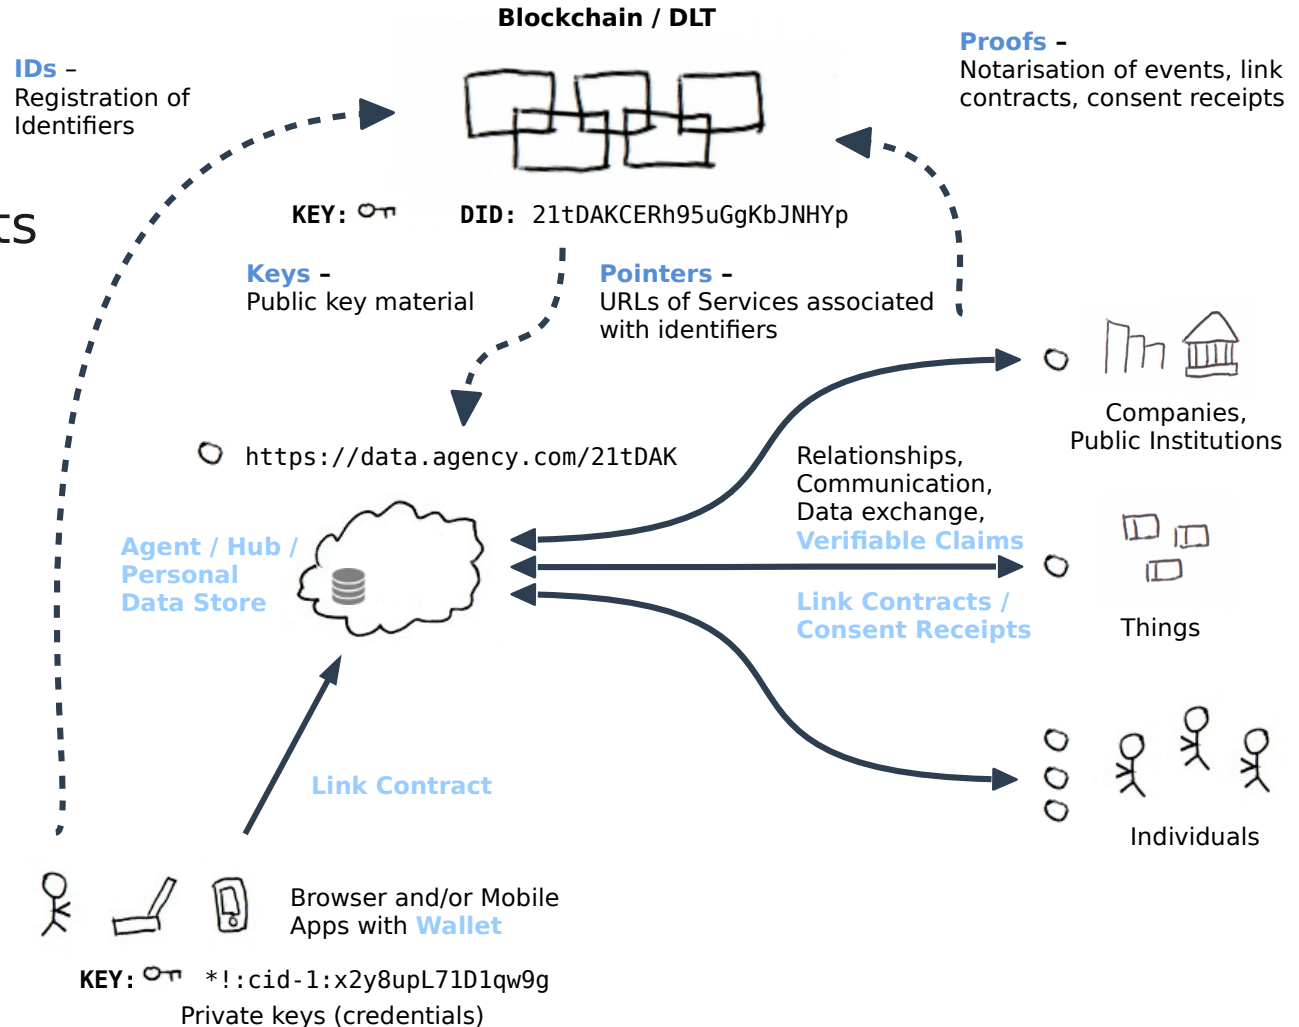 Blockchain / DLT
IDs –
Registration of
Identifiers
Proofs –
Notarisation of events, link
contracts, consent receipts
ts
KEY:
DID: 21tDAKCERh95uGgKbJNHYp
Keys –
Public key material
Pointers –
URLs of Services associated
with identifiers
https://data.agency.com/21tDAK
Companies,
Public Institutions
Relationships,
Communication,
Data exchange,
Verifiable Claims
Link Contracts /
Consent Receipts
Agent / Hub /
Personal
Data Store
Things
Link Contract
Individuals
Browser and/or Mobile
Apps with Wallet
KEY: *!:cid-1:x2y8upL71D1qw9g
Private keys (credentials)